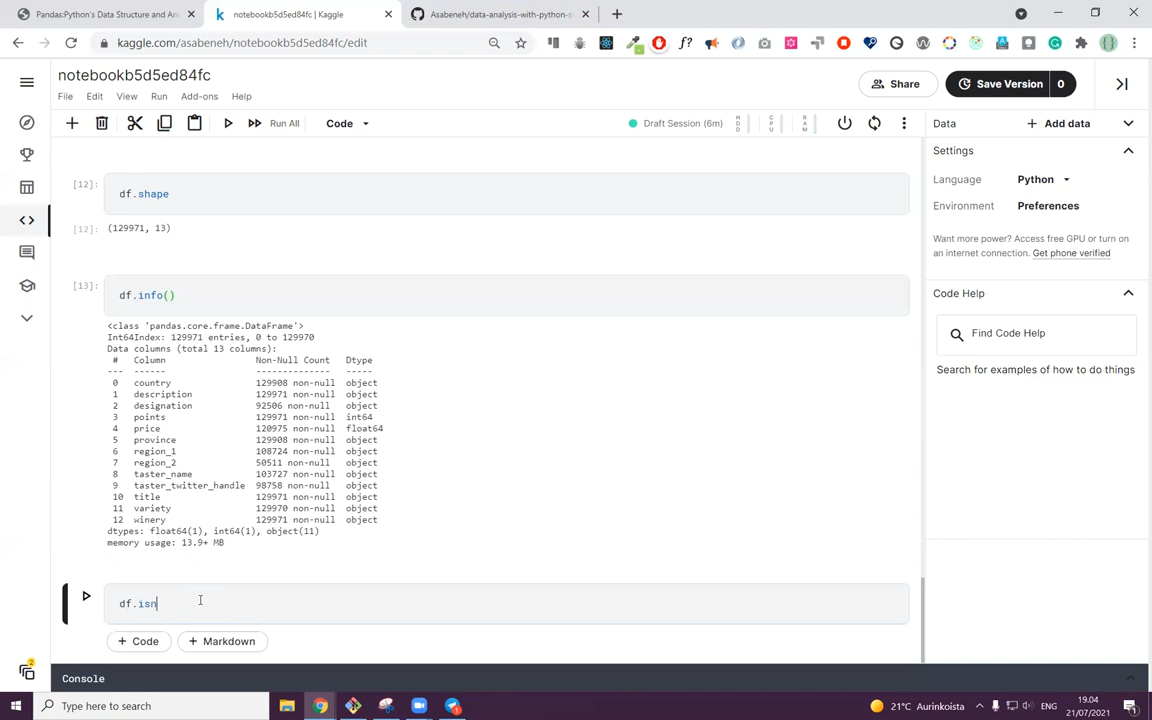 Pandas:Python's Data Structure and An
notebookb5d5ed84fc | Kaggle
Asabeneh/data-analysis-with-python-
kaggle.com/asabeneh/notebookb5d5ed84fc/edit
notebookb5d5ed84fc
Share
Save Version 0
File Edit View Run Add-ons Help
Run All
Code
Draft Session (6m)
HDD
CPU
RAM
Data
Add data
Settings
Language Python
Environment Preferences
Want more power? Access free GPU or turn on
an internet connection. Get phone verified
Code Help
Find Code Help
Search for examples of how to do things
[12]: df.shape
[12]: (129971, 13)
[13]: df.info()
<class 'pandas.core.frame.DataFrame'>
Int64Index: 129971 entries, 0 to 129970
Data columns (total 13 columns):
# Column Non-Null Count Dtype
--- ------ -------------- -----
0 country 129908 non-null object
1 description 129971 non-null object
2 designation 92506 non-null object
3 points 129971 non-null int64
4 price 120975 non-null float64
5 province 129908 non-null object
6 region_1 108724 non-null object
7 region_2 50511 non-null object
8 taster_name 103727 non-null object
9 taster_twitter_handle 98758 non-null object
10 title 129971 non-null object
11 variety 129970 non-null object
12 winery 129971 non-null object
dtypes: float64(1), int64(1), object(11)
memory usage: 13.9+ MB
df.isn
+ Code + Markdown
Console
2
Type here to search
21°C Aurinkoista
ENG
19.04
21/07/2021
1